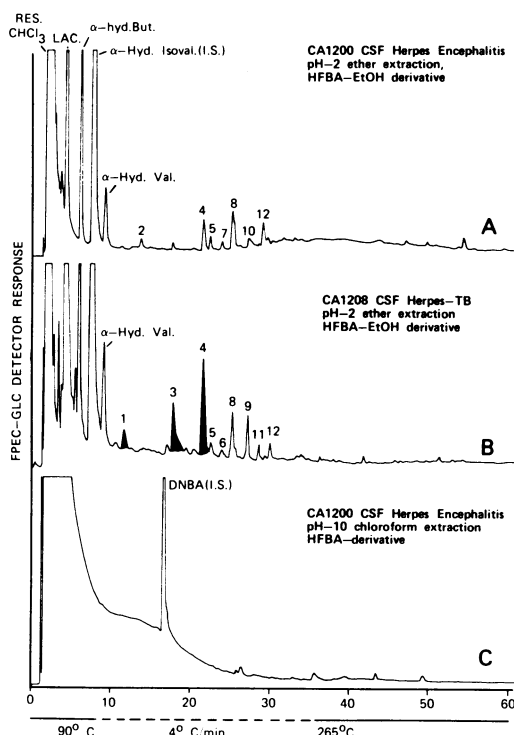 RES.
CHCl3
LAC.
α-hyd.But.
α-Hyd. Isoval.(I.S.)
CA1200 CSF Herpes Encephalitis
pH-2 ether extraction,
HFBA-EtOH derivative
α-Hyd. Val.
2
4
5
7
8
10
12
A
FPEC-GLC DETECTOR RESPONSE
CA1208 CSF Herpes-TB
pH-2 ether extraction
HFBA-EtOH derivative
α-Hyd. Val.
1
3
4
5
6
8
9
11
12
B
DNBA(I.S.)
CA1200 CSF Herpes Encephalitis
pH-10 chloroform extraction
HFBA-derivative
C
0 10 20 30 40 50 60
90° C 4° C/min 265°C